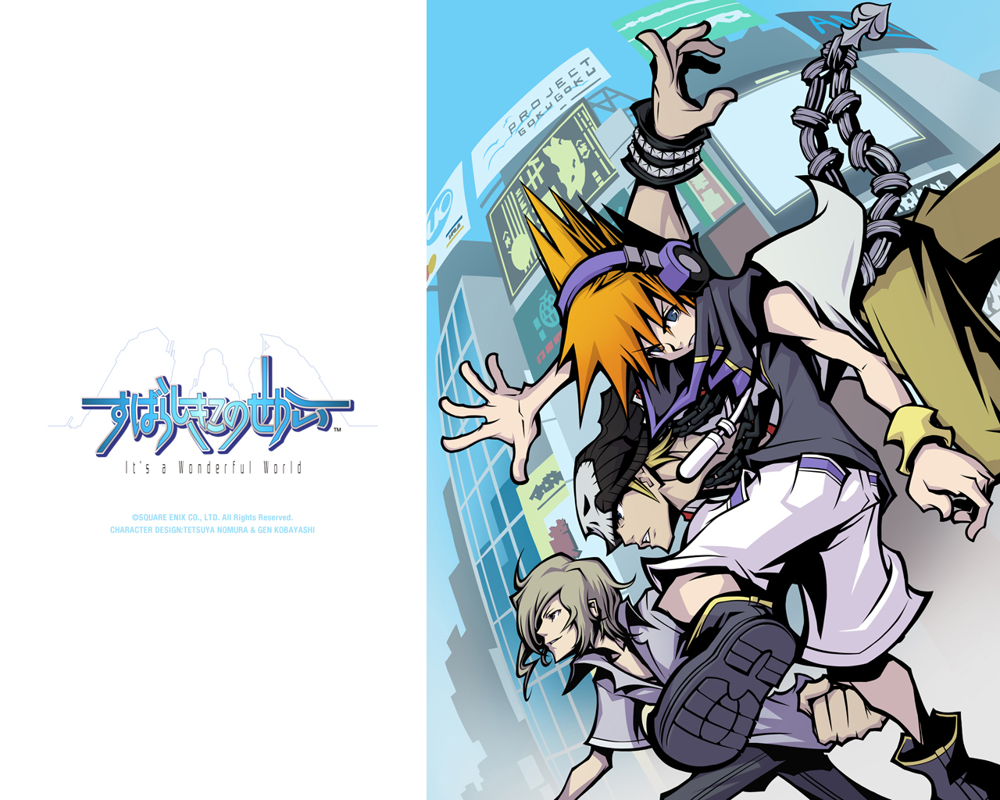 すばらしきこのせかい™
It's a Wonderful World
©SQUARE ENIX CO., LTD. All Rights Reserved.
CHARACTER DESIGN:TETSUYA NOMURA & GEN KOBAYASHI
PROJECT
GOKUGOKU